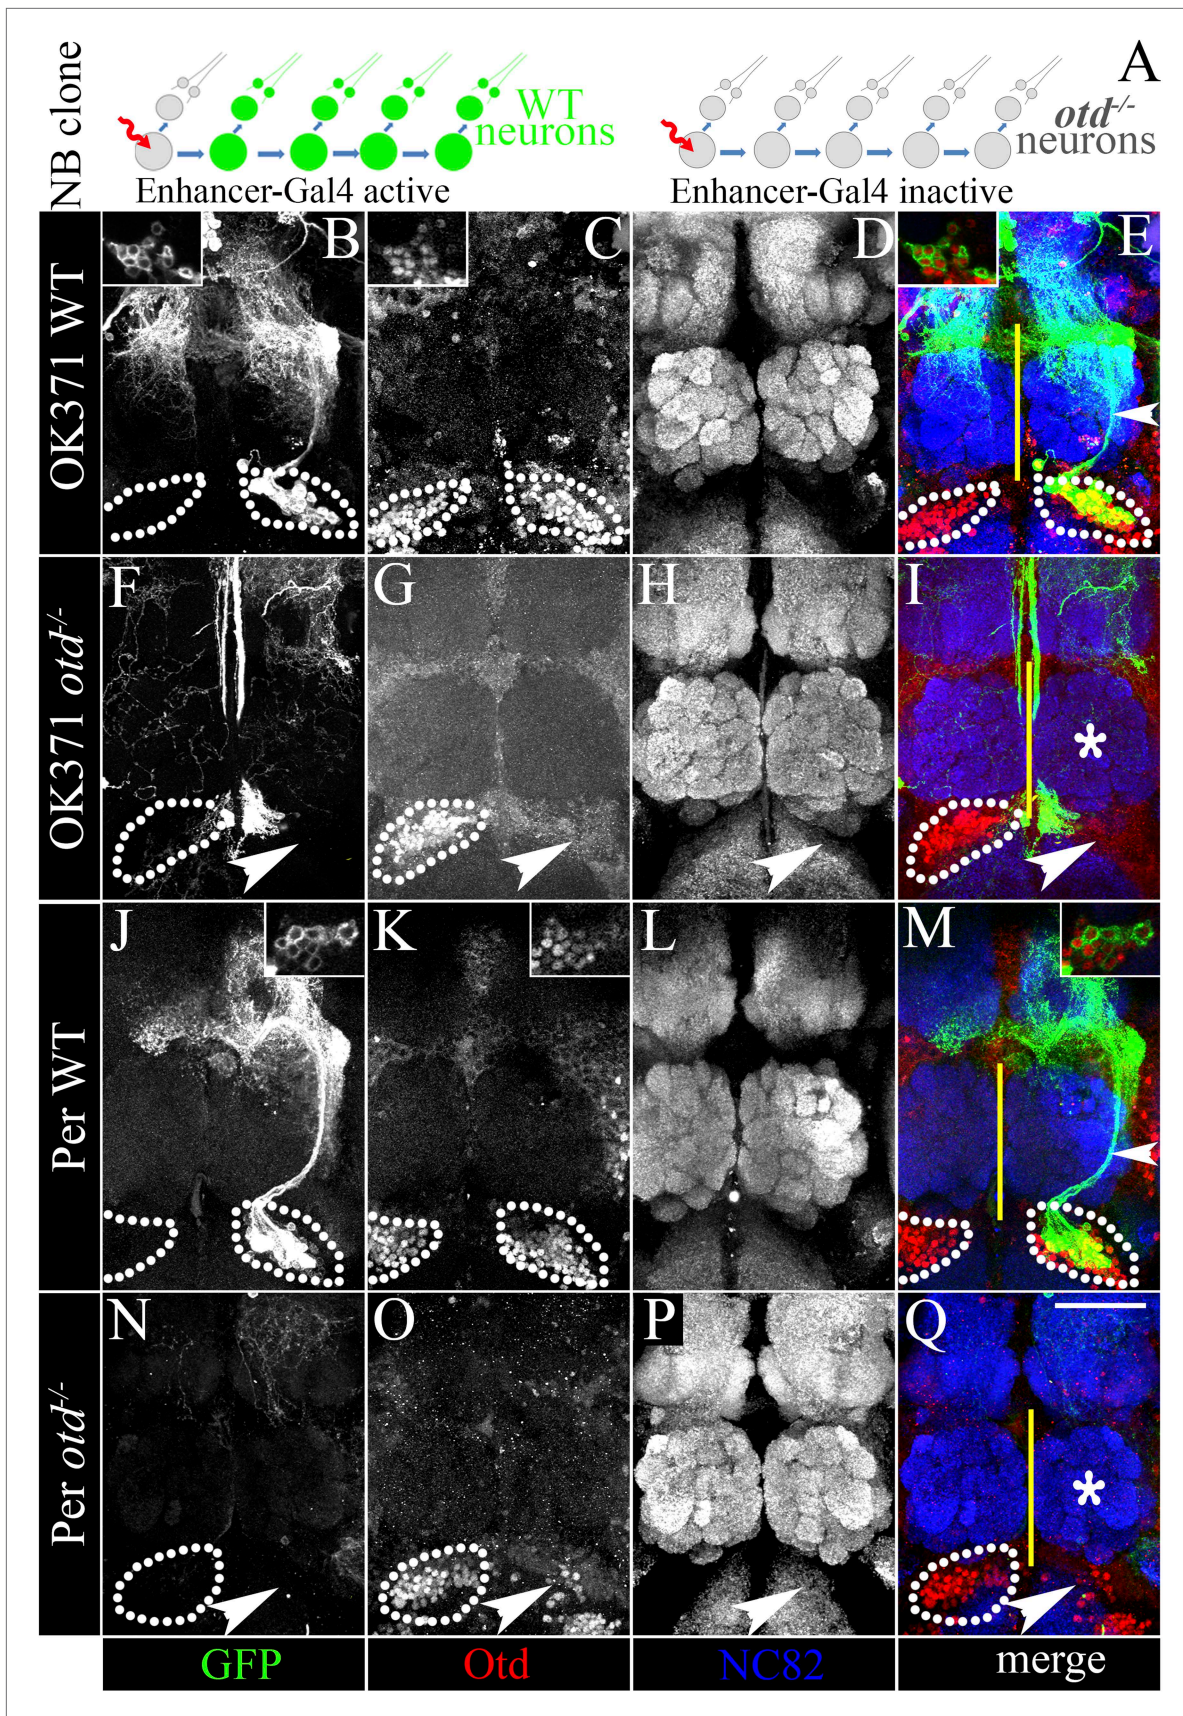 NB clone
A
WT
neurons
otd-/-
neurons
Enhancer-Gal4 active
Enhancer-Gal4 inactive
OK371 WT
B
C
D
E
OK371 otd-/-
F
G
H
I
*
Per WT
J
K
L
M
Per otd-/-
N
O
P
Q
*
GFP
Otd
NC82
merge